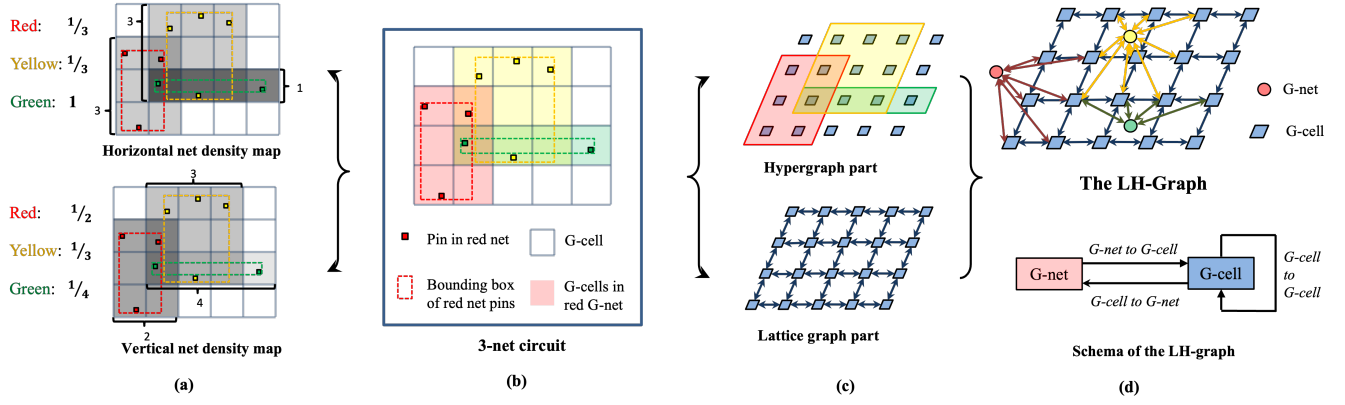 Red: 1/3
Yellow: 1/3
Green: 1
3
3
1
Horizontal net density map
Red: 1/2
Yellow: 1/3
Green: 1/4
3
4
2
Vertical net density map
(a)
Pin in red net
G-cell
Bounding box
of red net pins
G-cells in
red G-net
3-net circuit
(b)
Hypergraph part
Lattice graph part
(c)
G-net
G-cell
The LH-Graph
G-net to G-cell
G-net
G-cell
G-cell to G-net
G-cell
to
G-cell
Schema of the LH-graph
(d)